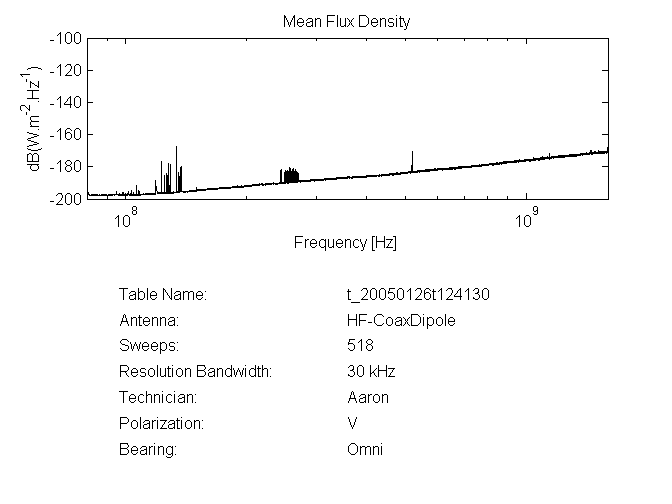 Mean Flux Density
dB(W.m-2.Hz-1)
-100
-120
-140
-160
-180
-200
10^8
10^9
Frequency [Hz]
Table Name: t_20050126t124130
Antenna: HF-CoaxDipole
Sweeps: 518
Resolution Bandwidth: 30 kHz
Technician: Aaron
Polarization: V
Bearing: Omni